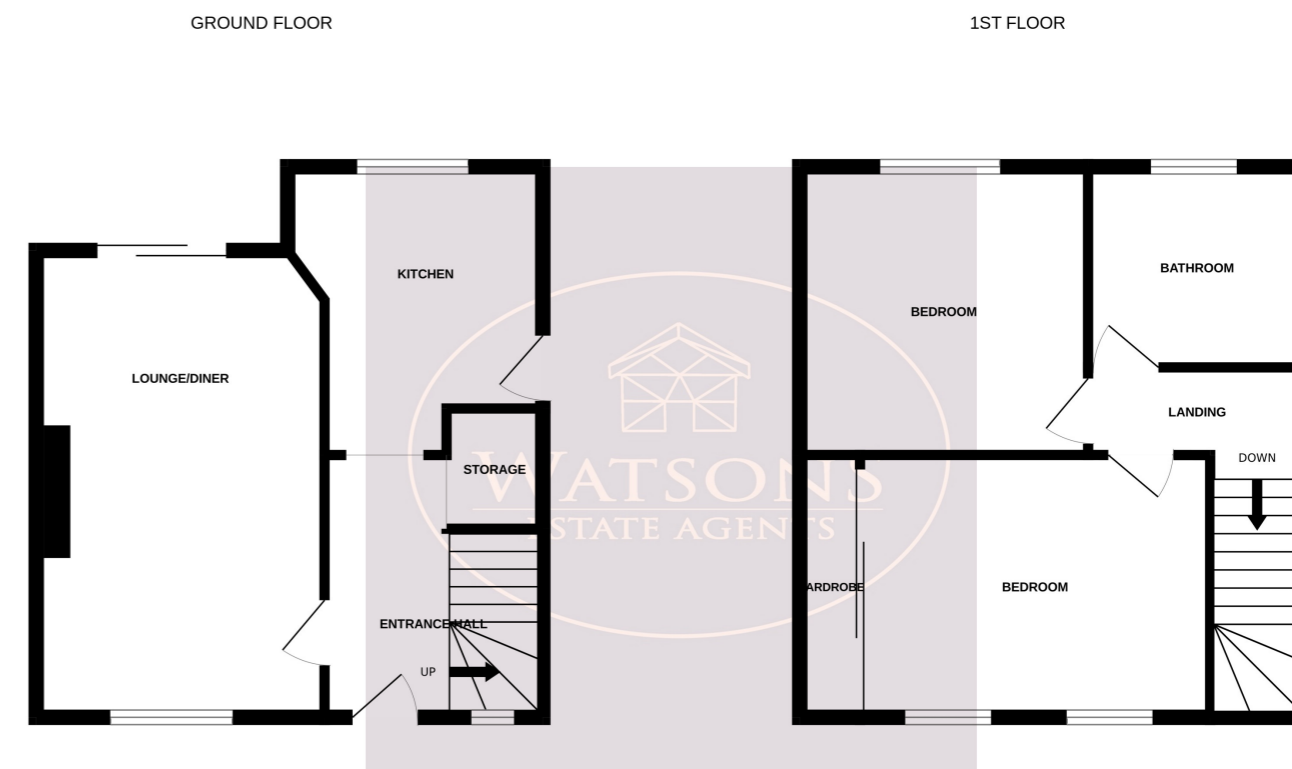 GROUND FLOOR
1ST FLOOR
KITCHEN
BATHROOM
BEDROOM
LOUNGE/DINER
LANDING
STORAGE
DOWN
WATSONS
ESTATE AGENTS
ARDROBE
BEDROOM
ENTRANCE HALL
UP